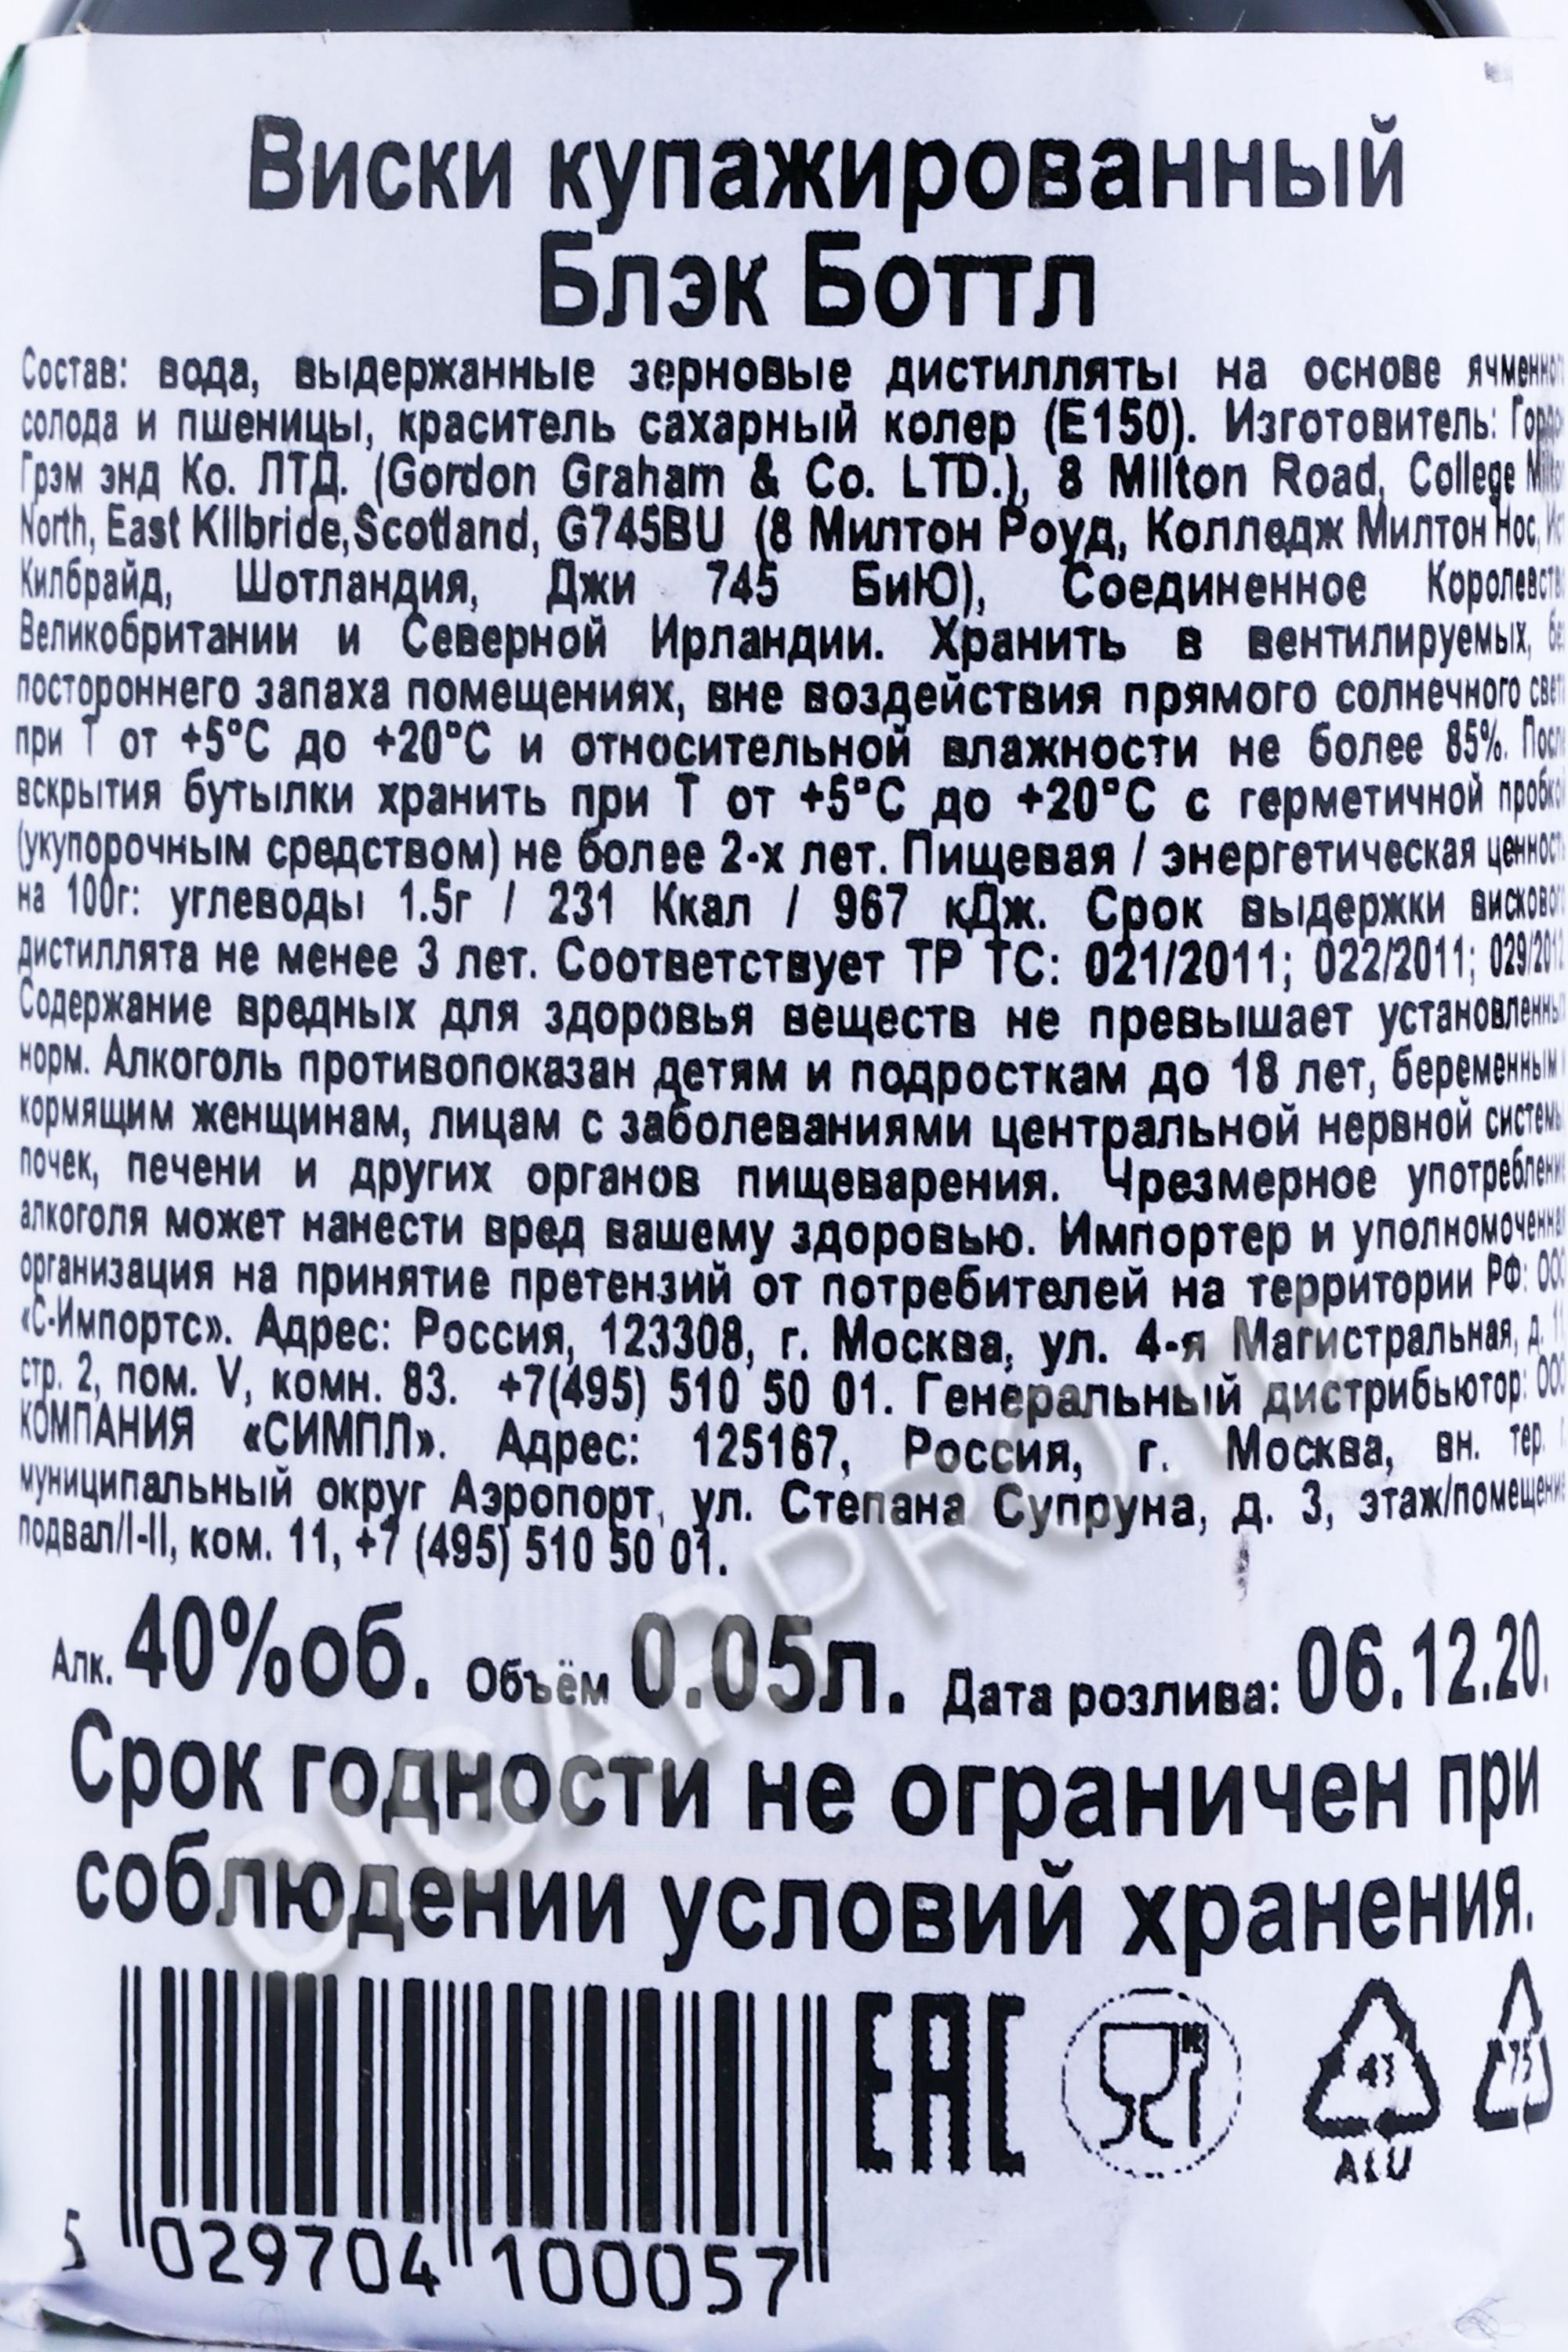 Виски купажированный
Блэк Боттл
Состав: вода, выдержанные зерновые дистилляты на основе
солода и пшеницы, краситель сахарный колер (Е150). Изготовитель:
Грэм энд Ко. ЛТД. (Gordon Graham & Co. LTD.), 8 Milton Road, College
North, East Kilbride,Scotland, G745BU (8 Милтон Роуд, Колледж Милтон Нос,
Килбрайд, Шотландия, Джи 745 БиЮ), Соединенное
Великобритании и Северной Ирландии. Хранить в вентилируемых,
постороннего запаха помещениях, вне воздействия прямого солнечного
при Т от +5°С до +20°С и относительной влажности не более 85%.
вскрытия бутылки хранить при Т от +5°С до +20°С с герметичной
(укупорочным средством) не более 2-х лет. Пищевая / энергетическая
на 100г: углеводы 1.5г / 231 Ккал / 967 кДж. Срок выдержки
дистиллята не менее 3 лет. Соответствует ТР ТС: 021/2011; 022/2011;
Содержание вредных для здоровья веществ не превышает
норм. Алкоголь противопоказан детям и подросткам до 18 лет, беременным
кормящим женщинам, лицам с заболеваниями центральной нервной
почек, печени и других органов пищеварения. Чрезмерное
алкоголя может нанести вред вашему здоровью. Импортер и
организация на принятие претензий от потребителей на территории РФ: ООО
«С-Импортс». Адрес: Россия, 123308, г. Москва, ул. 4-я Магистральная, д.
стр. 2, пом. V, комн. 83. +7(495) 510 50 01. Генеральный дистрибьютор: ООО
КОМПАНИЯ «СИМПЛ». Адрес: 125167, Россия, г. Москва, вн. тер.
муниципальный округ Аэропорт, ул. Степана Супруна, д. 3,
подвал/I-II, ком. 11, +7 (495) 510 50 01.
Алк. 40%об. Объём 0.05л. Дата розлива: 06.12.20.
Срок годности не ограничен при
соблюдении условий хранения.
EAC
41
75
ALU
5 029704 100057
CIGARPRO.RU